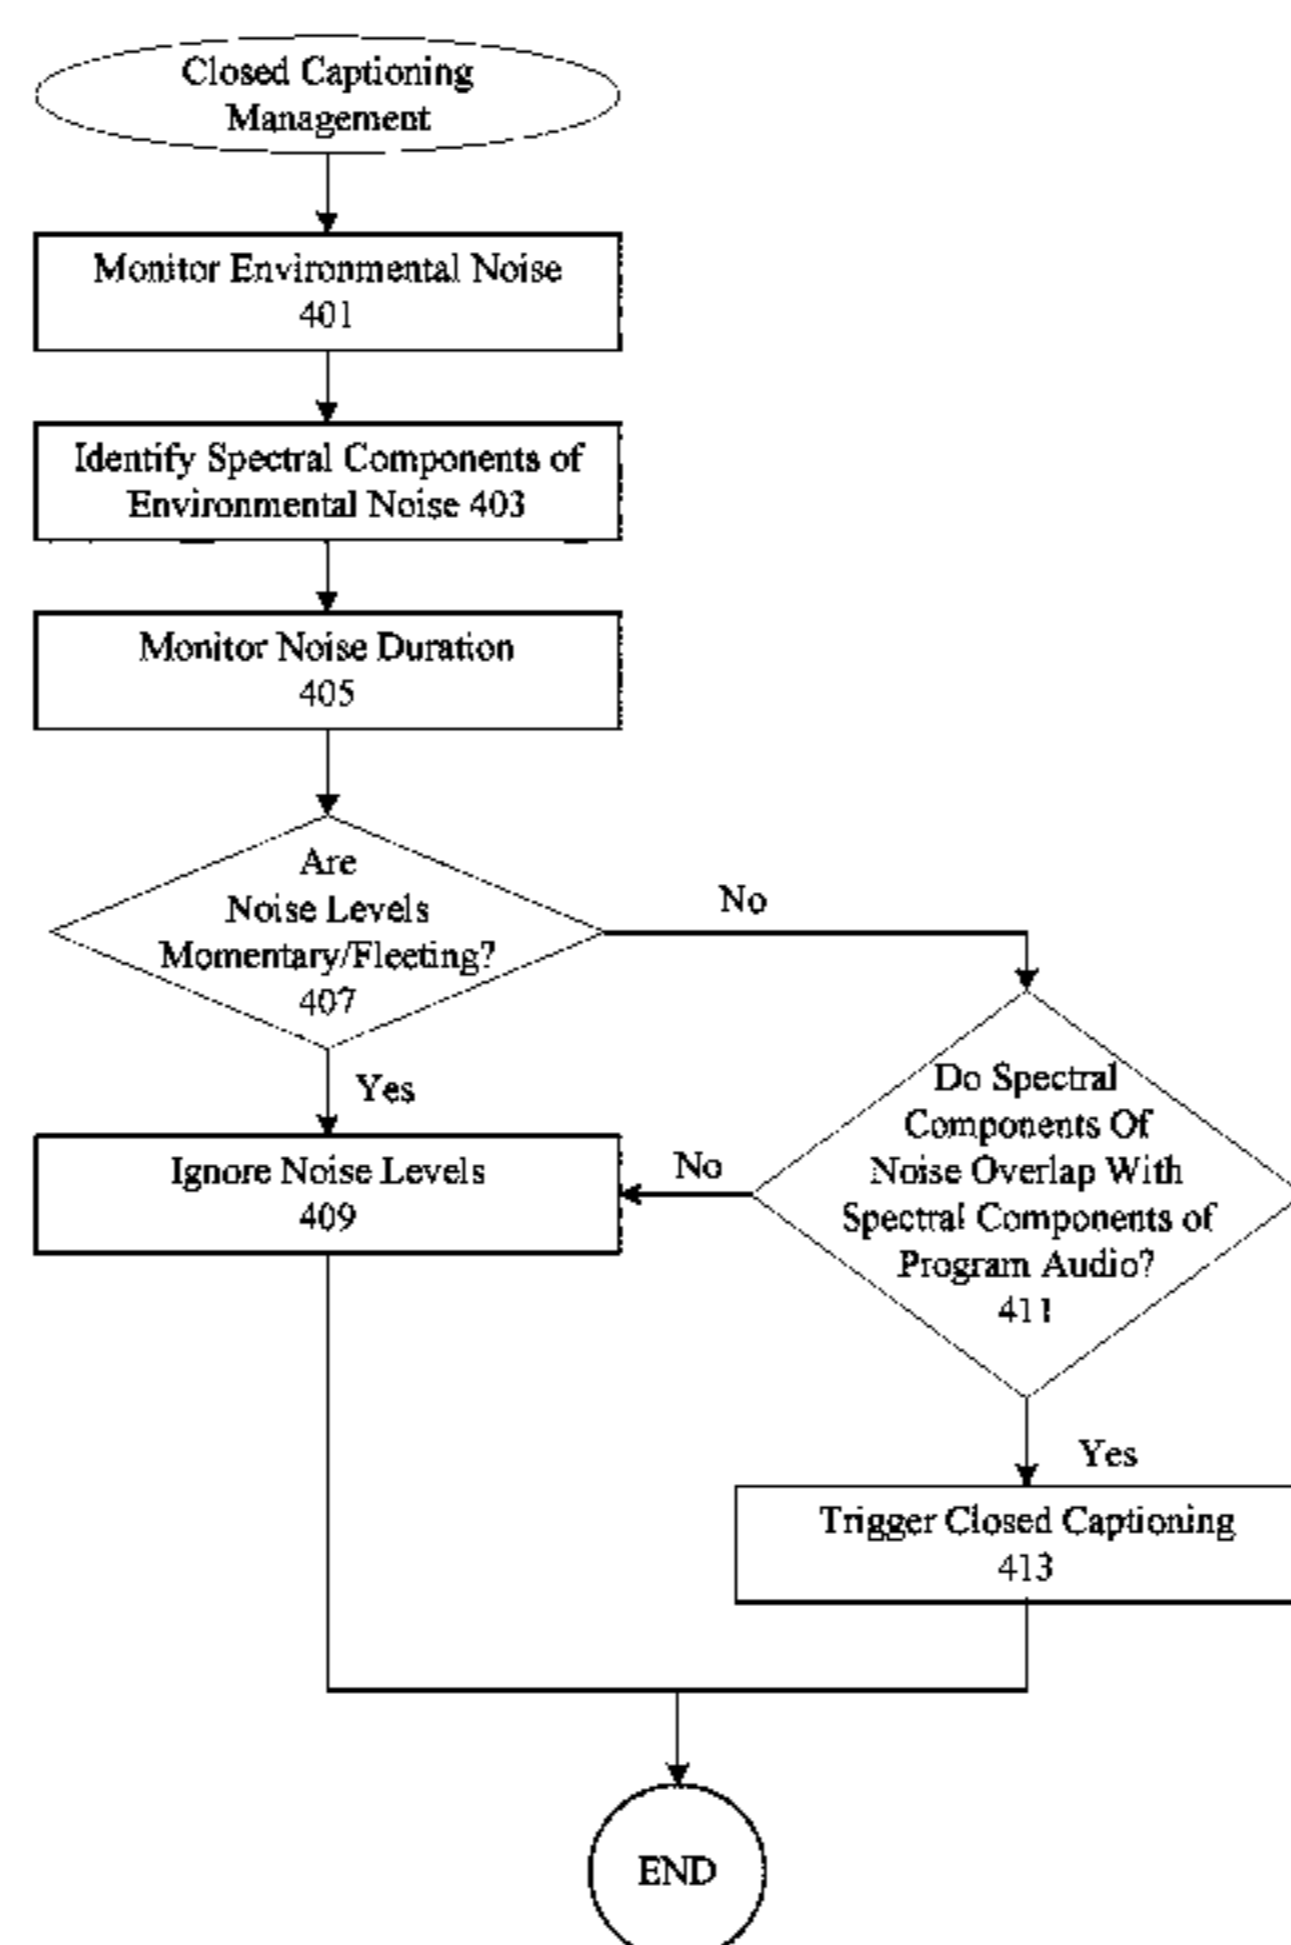 Closed Captioning
Management
Monitor Environmental Noise
401
Identify Spectral Components of
Environmental Noise 403
Monitor Noise Duration
405
Are
Noise Levels
Momentary/Fleeting?
407
No
Yes
Do Spectral
Components Of
Noise Overlap With
Spectral Components of
Program Audio?
411
No
Ignore Noise Levels
409
Yes
Trigger Closed Captioning
413
END